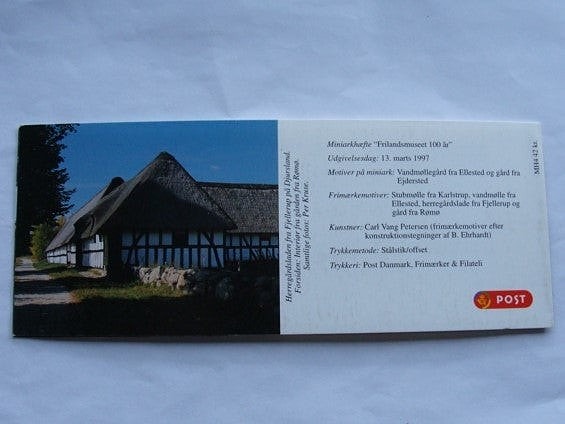 Herregårdsladen fra Fjellerup på Djursland.
Forsiden: Interiør fra gården fra Rømø.
Samtlige fotos: Per Kruse.
Miniarkhæfte "Frilandsmuseet 100 år"
Udgivelsesdag: 13. marts 1997
Motiver på miniark: Vandmøllegård fra Ellested og gård fra
Ejdersted
Frimærkemotiver: Stubmølle fra Karlstrup, vandmølle fra
Ellested, herregårdslade fra Fjellerup og
gård fra Rømø
Kunstner: Carl Vang Petersen (frimærkemotiver efter
konstruktionstegninger af B. Ehrhardt)
Trykkemetode: Stålstik/offset
Trykkeri: Post Danmark, Frimærker & Filateli
MH4 42 kr.
POST